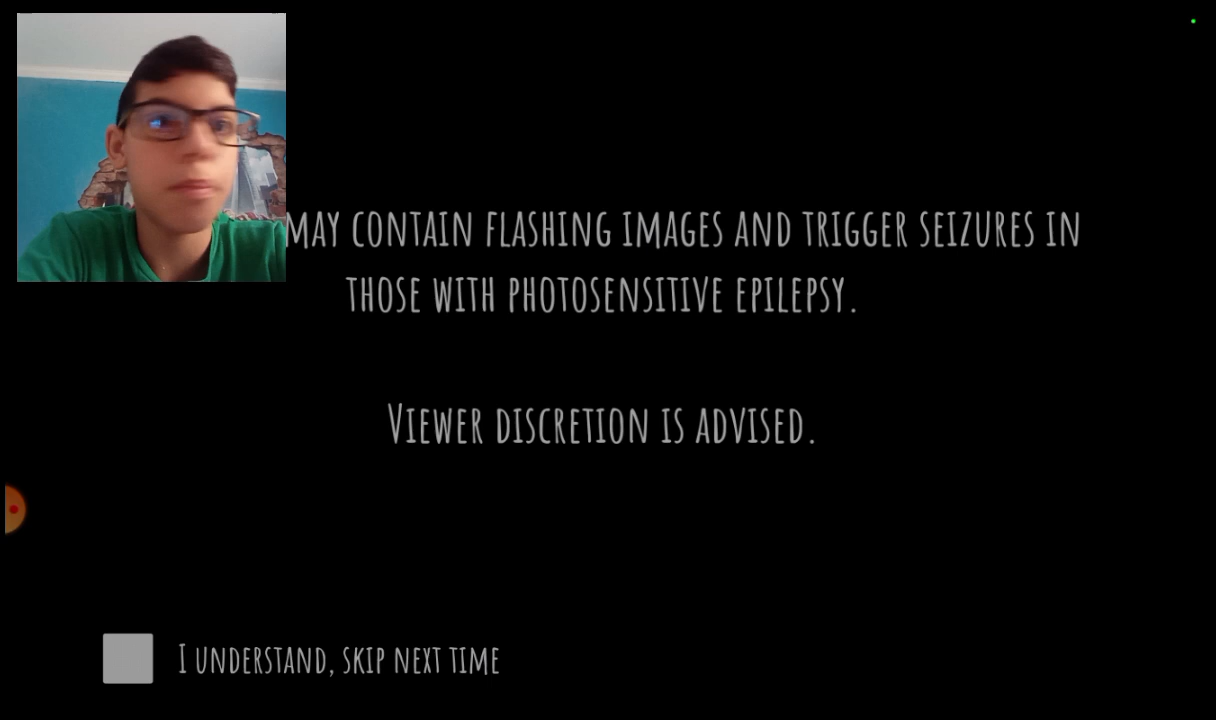 MAY CONTAIN FLASHING IMAGES AND TRIGGER SEIZURES IN
THOSE WITH PHOTOSENSITIVE EPILEPSY.
VIEWER DISCRETION IS ADVISED.
I UNDERSTAND, SKIP NEXT TIME